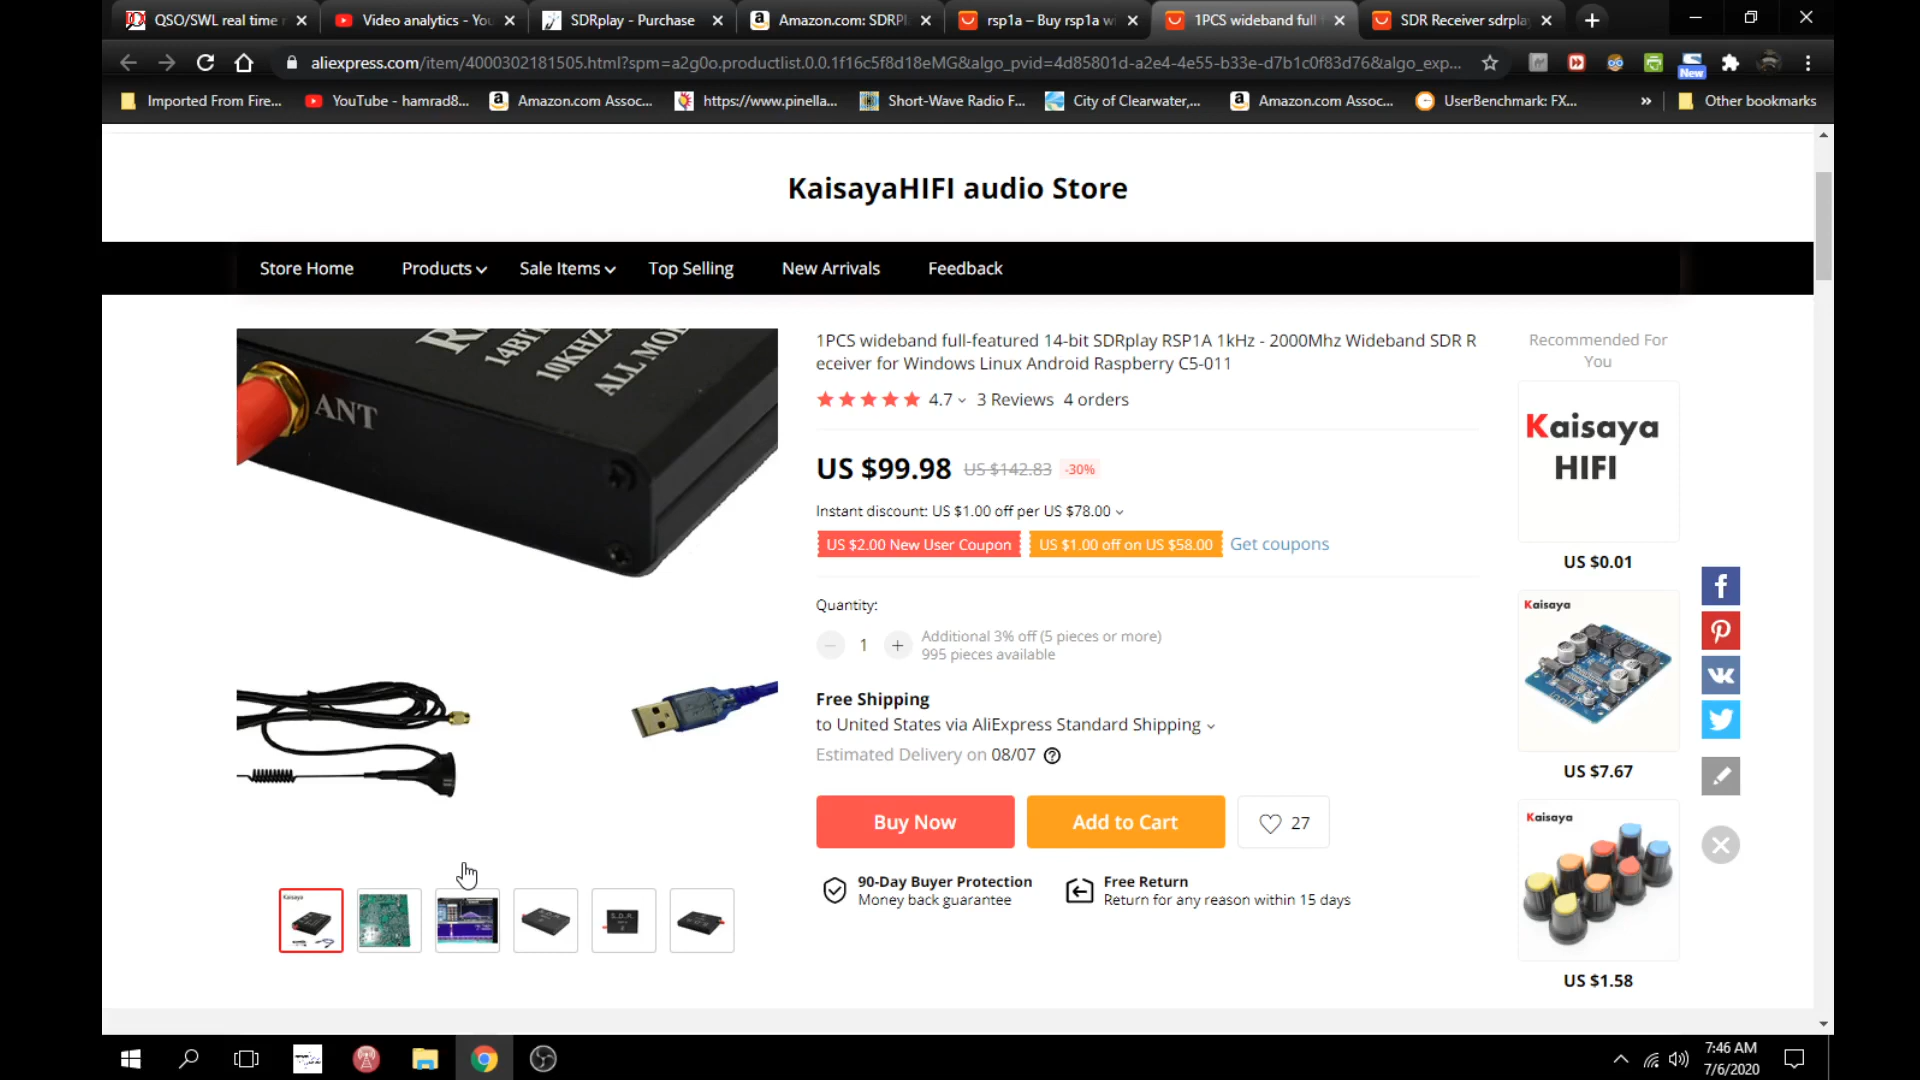 QSO/SWL real time
Video analytics - You
SDRplay - Purchase
Amazon.com: SDRPl
rsp1a – Buy rsp1a w
1PCS wideband full
SDR Receiver sdrpla
aliexpress.com/item/4000302181505.html?spm=a2g0o.productlist.0.0.1f16c5f8d18eMG&algo_pvid=4d85801d-a2e4-4e55-b33e-d7b1c0f83d76&algo_exp...
New
Imported From Fire...
YouTube - hamrad8...
Amazon.com Assoc...
https://www.pinella...
Short-Wave Radio F...
City of Clearwater,...
Amazon.com Assoc...
UserBenchmark: FX...
»
Other bookmarks
KaisayaHIFI audio Store
Store Home
Products
Sale Items
Top Selling
New Arrivals
Feedback
14BIT
10KHZ-
ALL MO
ANT
1PCS wideband full-featured 14-bit SDRplay RSP1A 1kHz - 2000Mhz Wideband SDR R
eceiver for Windows Linux Android Raspberry C5-011
4.7 3 Reviews 4 orders
US $99.98 US $142.83 -30%
Instant discount: US $1.00 off per US $78.00
US $2.00 New User Coupon
US $1.00 off on US $58.00
Get coupons
Quantity:
1
Additional 3% off (5 pieces or more)
995 pieces available
Free Shipping
to United States via AliExpress Standard Shipping
Estimated Delivery on 08/07
Buy Now
Add to Cart
27
90-Day Buyer Protection
Money back guarantee
Free Return
Return for any reason within 15 days
Kaisaya
S.D.R.
Recommended For
You
Kaisaya
HIFI
US $0.01
Kaisaya
US $7.67
Kaisaya
US $1.58
7:46 AM
7/6/2020